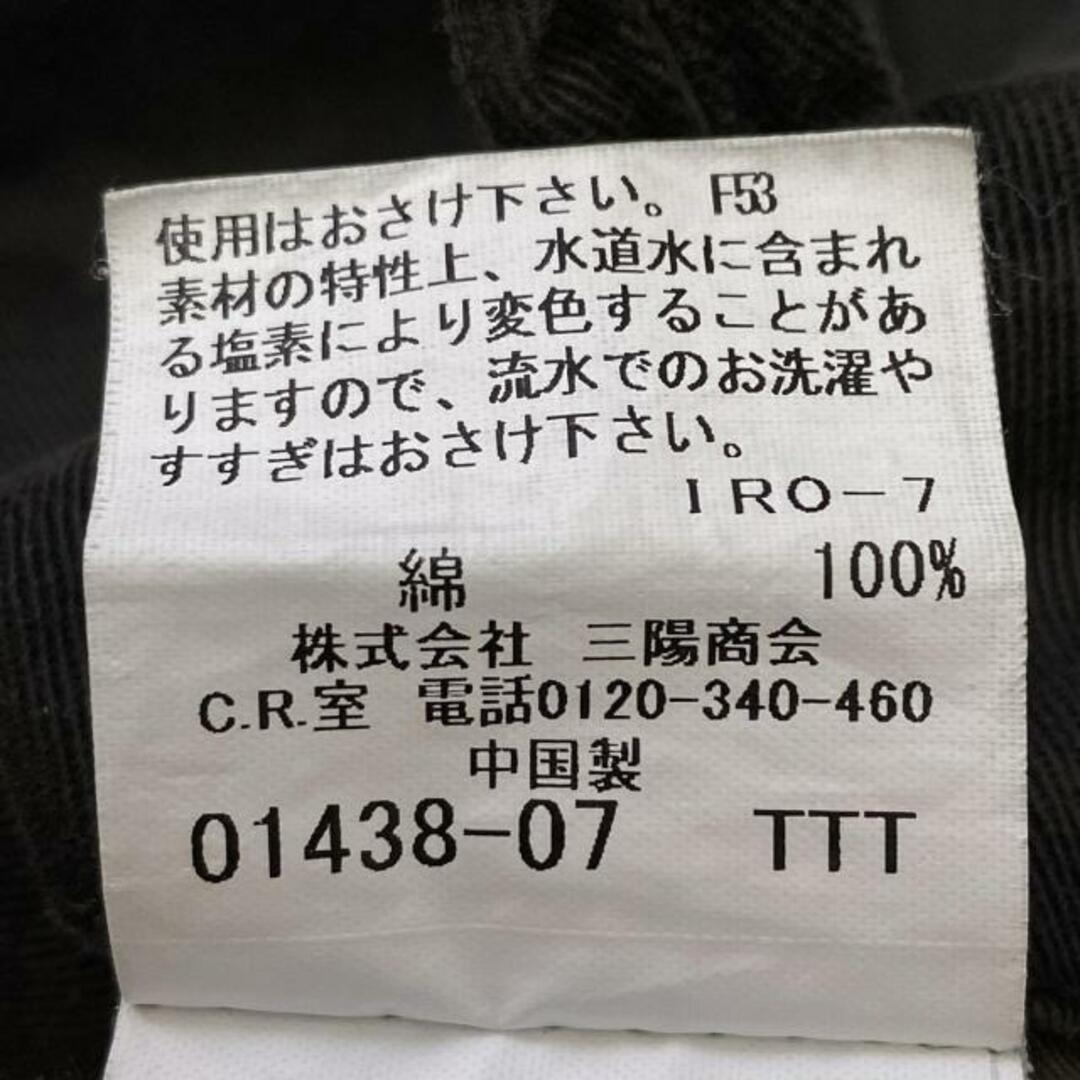 使用はおさけ下さい。 F53
素材の特性上、水道水に含まれ
る塩素により変色することがあ
りますので、流水でのお洗濯や
すすぎはおさけ下さい。
IRO-7
綿 100%
株式会社 三陽商会
C.R.室 電話0120-340-460
中国製
01438-07 TTT